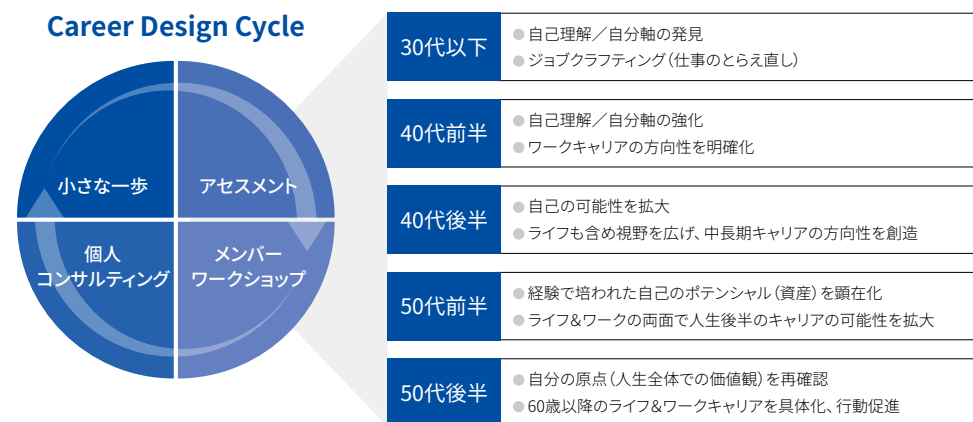 Career Design Cycle
小さな一歩
アセスメント
個人
コンサルティング
メンバー
ワークショップ
30代以下
●自己理解／自分軸の発見
●ジョブクラフティング（仕事のとらえ直し）
40代前半
●自己理解／自分軸の強化
●ワークキャリアの方向性を明確化
40代後半
●自己の可能性を拡大
●ライフも含め視野を広げ、中長期キャリアの方向性を創造
50代前半
●経験で培われた自己のポテンシャル（資産）を顕在化
●ライフ&ワークの両面で人生後半のキャリアの可能性を拡大
50代後半
●自分の原点（人生全体での価値観）を再確認
●60歳以降のライフ&ワークキャリアを具体化、行動促進